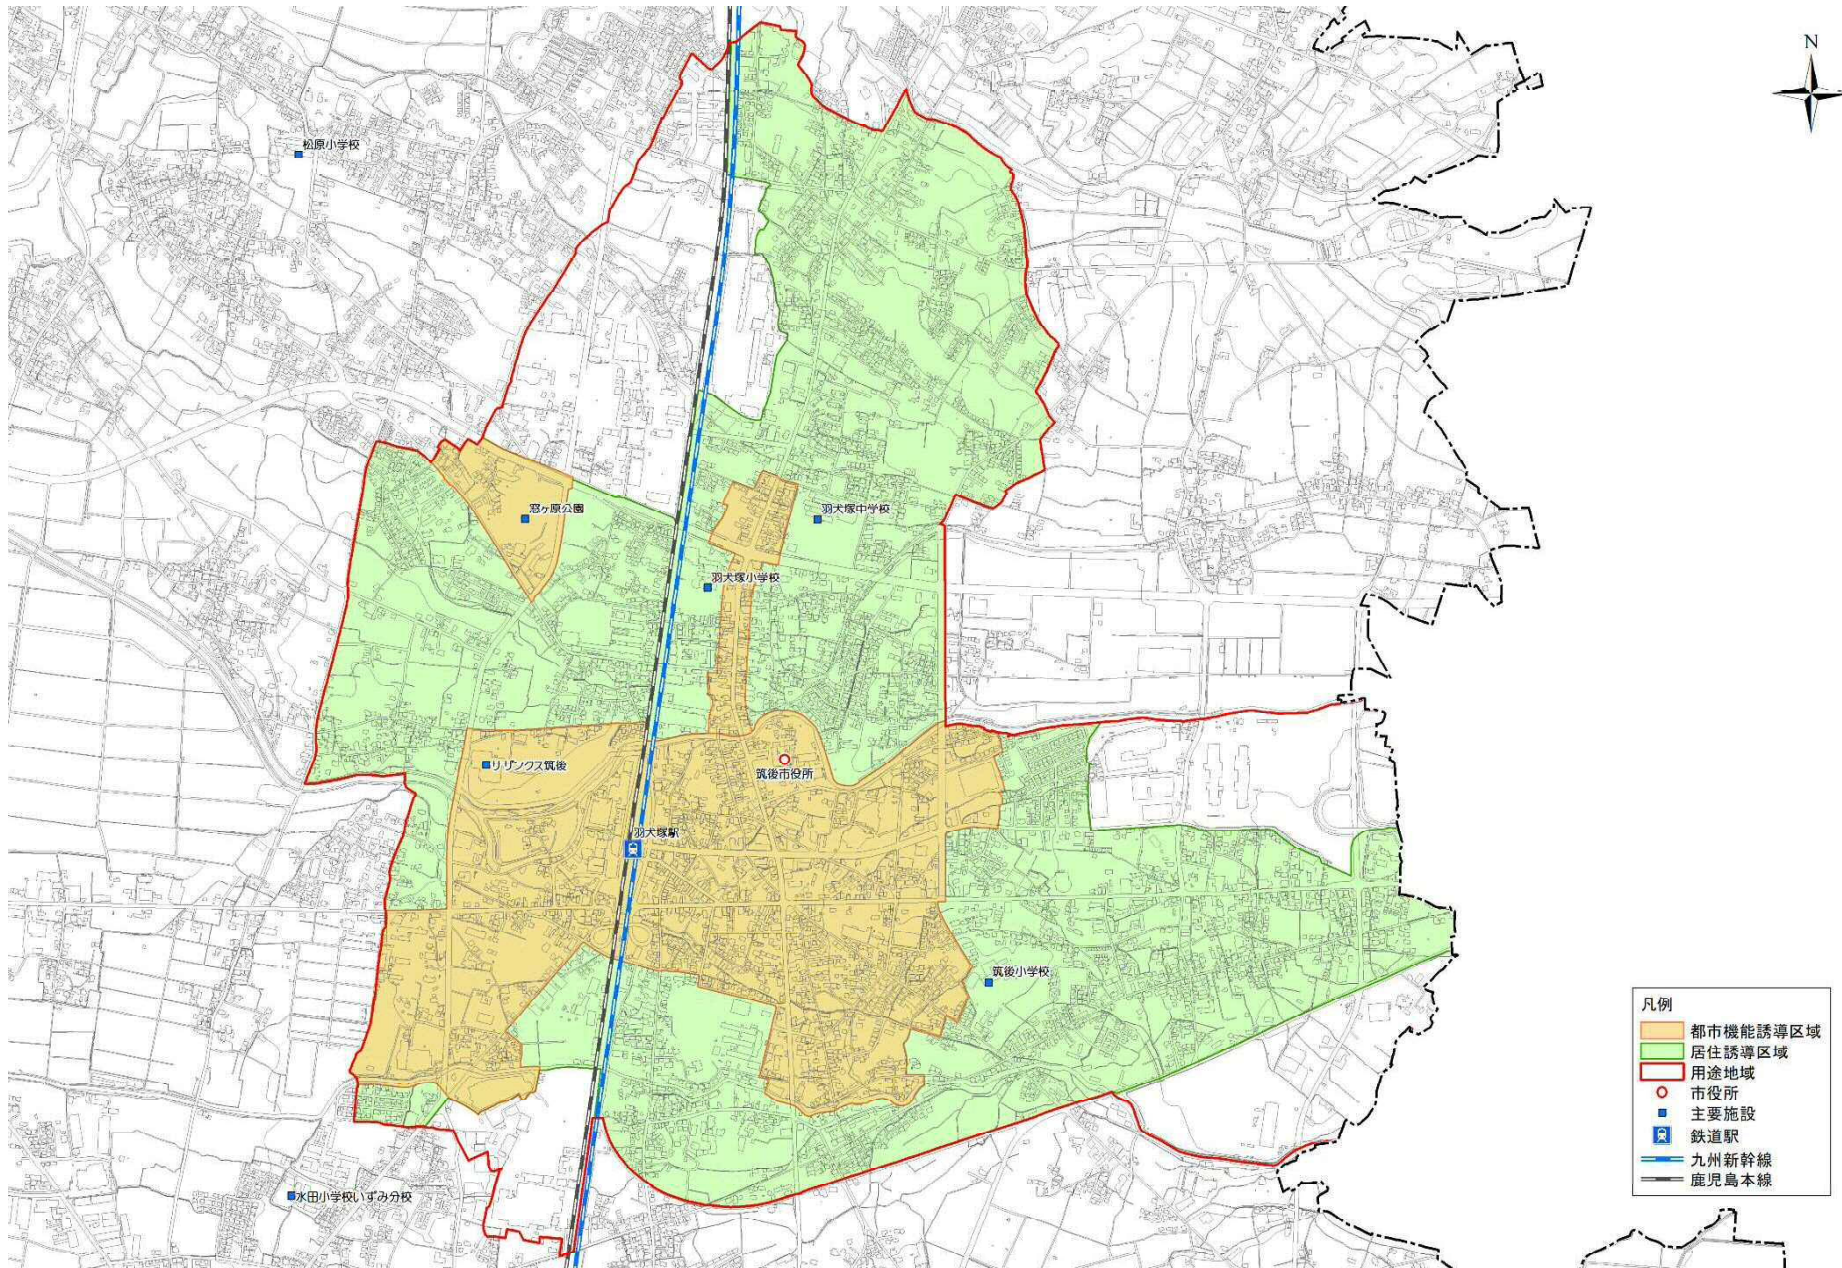 N
松原小学校
窓ヶ原公園
羽犬塚中学校
羽犬塚小学校
サザンクス筑後
筑後市役所
羽犬塚駅
筑後小学校
水田小学校いずみ分校
凡例
都市機能誘導区域
居住誘導区域
用途地域
市役所
主要施設
鉄道駅
九州新幹線
鹿児島本線